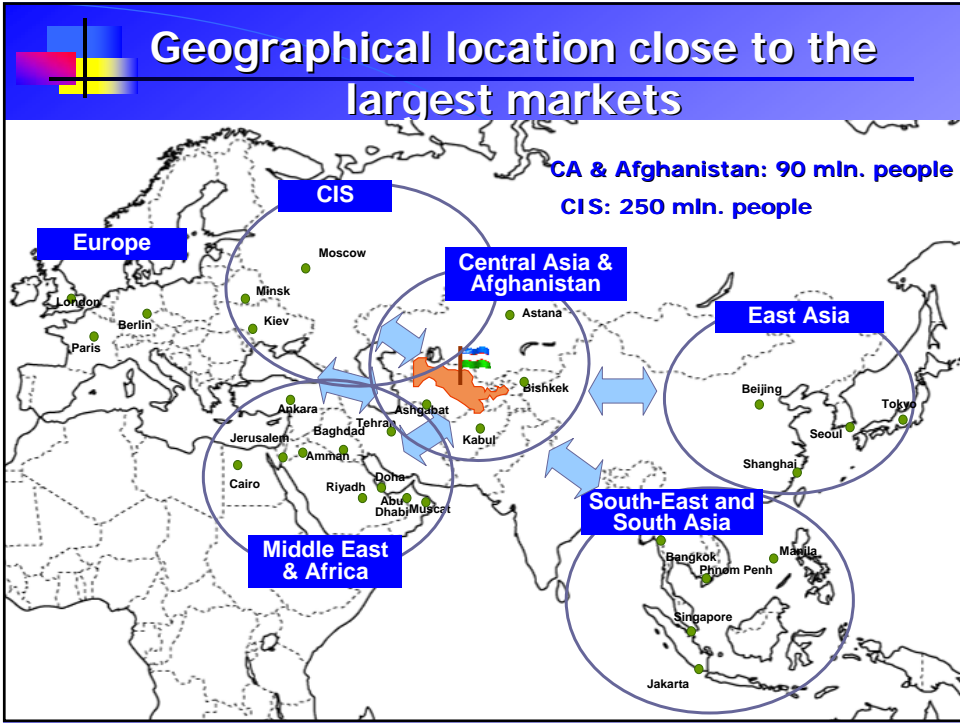 Geographical location close to the
largest markets
CA & Afghanistan: 90 mln. people
CIS: 250 mln. people
CIS
Europe
Moscow
Central Asia &
Afghanistan
London
Minsk
Astana
Berlin
Kiev
East Asia
Paris
Bishkek
Beijing
Ankara
Ashgabat
Tokyo
Tehran
Baghdad
Kabul
Seoul
Jerusalem
Amman
Shanghai
Cairo
Doha
Riyadh
Abu
Dhabi
Muscat
South-East and
South Asia
Middle East
& Africa
Bangkok
Manila
Phnom Penh
Singapore
Jakarta